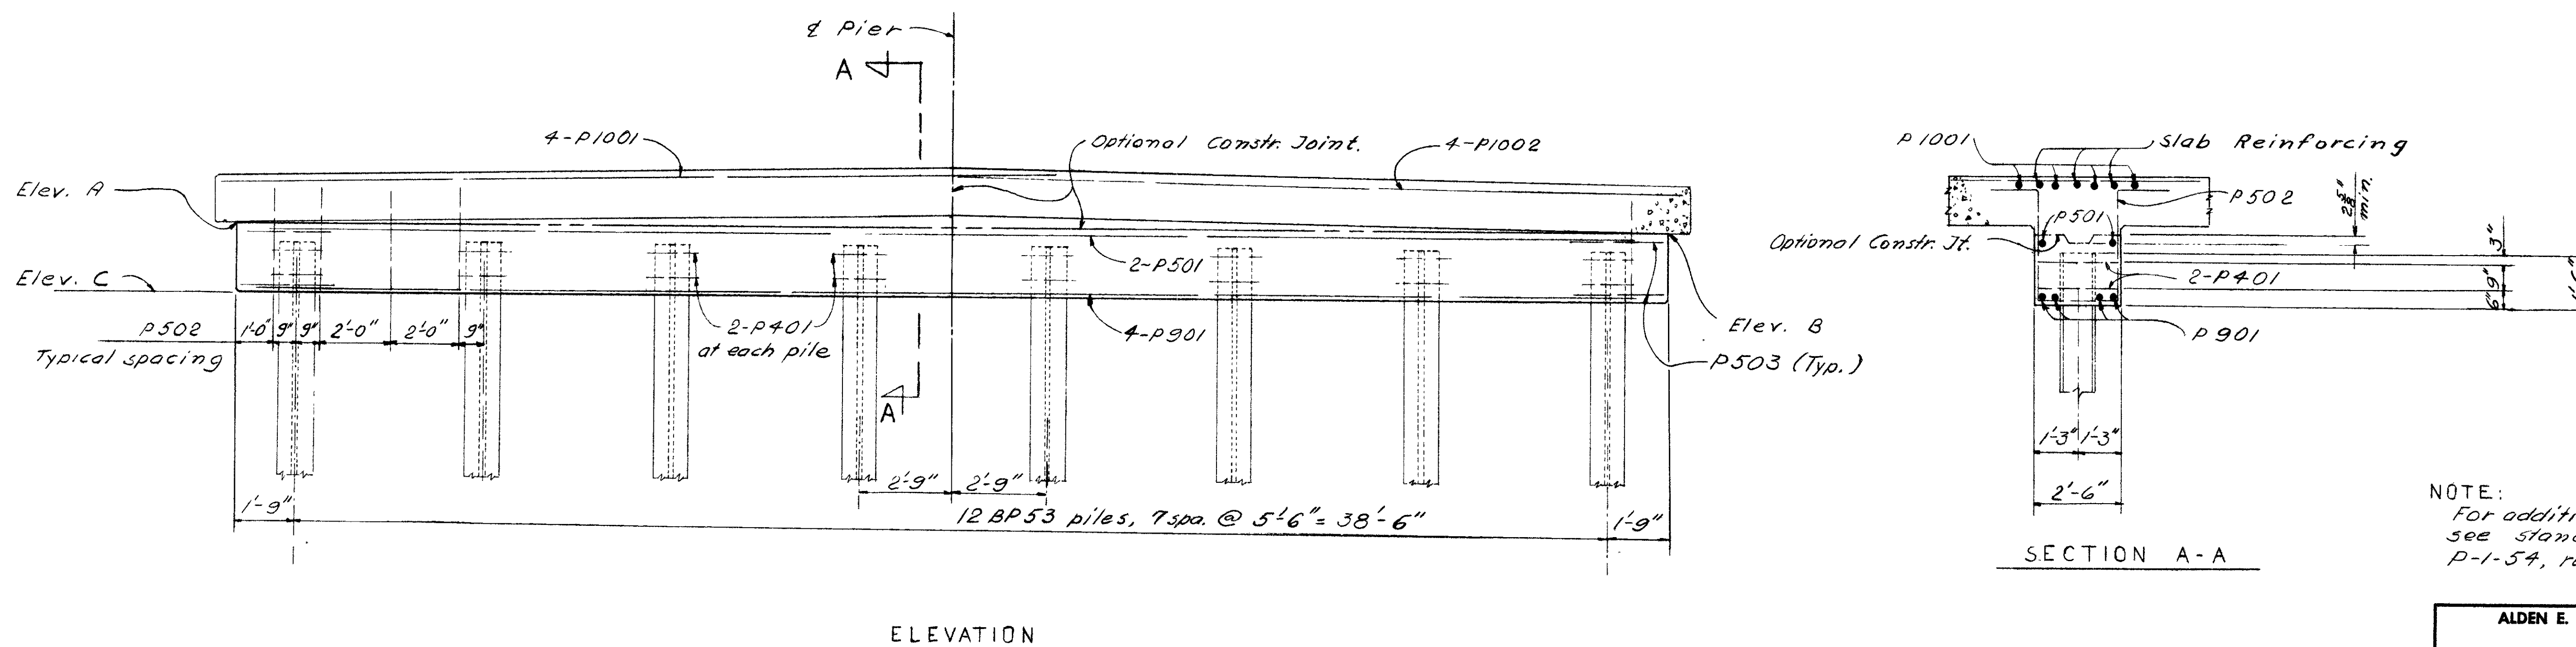 ℄ Pier
A
4-P1001
Optional Constr. Joint.
4-P1002
Elev. A
Elev. C
2-P501
P502
Typical spacing
1'-0" 9" 9" 2'-0" 2'-0" 9"
2-P401
at each pile
4-P901
Elev. B
P503 (Typ.)
A
2'-9" 2'-9"
1'-9"
12 BP53 piles, 7 spa. @ 5'-6" = 38'-6"
1'-9"
ELEVATION
P1001
Slab Reinforcing
P502
P501
2 5/8"
min.
Optional Constr. Jt.
3"
2-P401
9"
6"
P901
1'-3" 1'-3"
2'-6"
SECTION A-A
NOTE:
For
see
P-1-54,
ALDEN E.